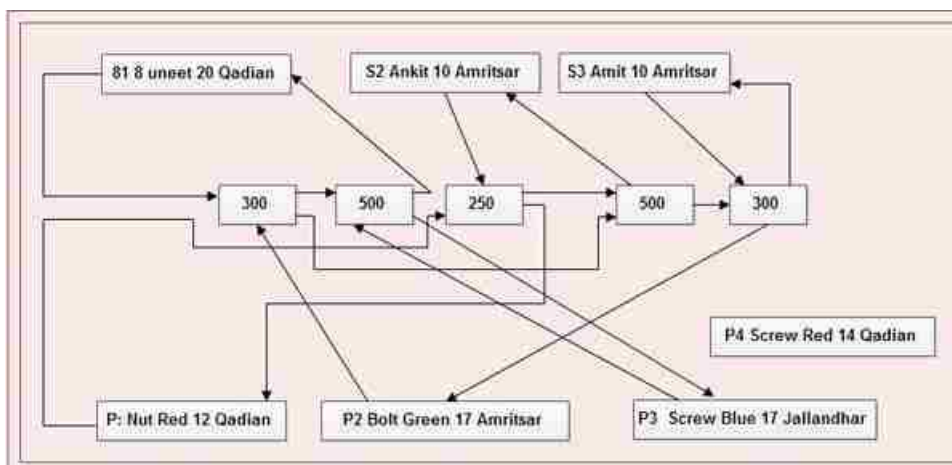 81 8 uneet 20 Qadian
S2 Ankit 10 Amritsar
S3 Amit 10 Amritsar
300
500
250
500
300
P4 Screw Red 14 Qadian
P: Nut Red 12 Qadian
P2 Bolt Green 17 Amritsar
P3 Screw Blue 17 Jallandhar